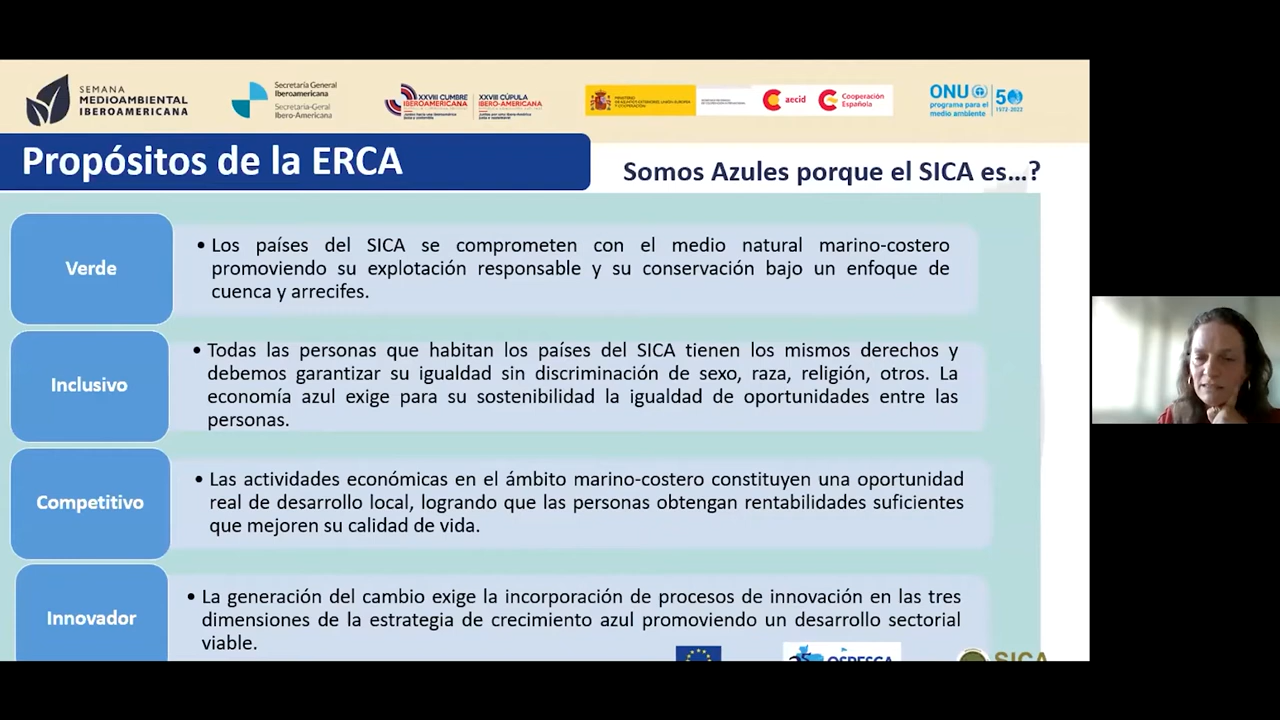 SEMANA
MEDIOAMBIENTAL
IBEROAMERICANA
Secretaría General
Iberoamericana
Secretaria-Geral
Ibero-Americana
XXVIII CUMBRE
IBEROAMERICANA
XXVIII CÚPULA
IBERO-AMERICANA
aecid
Cooperación
Española
ONU
programa para el
medio ambiente
50
1972-2022
Propósitos de la ERCA
Somos Azules porque el SICA es...?
Verde
• Los países del SICA se comprometen con el medio natural marino-costero
promoviendo su explotación responsable y su conservación bajo un enfoque de
cuenca y arrecifes.
Inclusivo
• Todas las personas que habitan los países del SICA tienen los mismos derechos y
debemos garantizar su igualdad sin discriminación de sexo, raza, religión, otros. La
economía azul exige para su sostenibilidad la igualdad de oportunidades entre las
personas.
Competitivo
• Las actividades económicas en el ámbito marino-costero constituyen una oportunidad
real de desarrollo local, logrando que las personas obtengan rentabilidades suficientes
que mejoren su calidad de vida.
Innovador
• La generación del cambio exige la incorporación de procesos de innovación en las tres
dimensiones de la estrategia de crecimiento azul promoviendo un desarrollo sectorial
viable.
OSPESCA
SICA